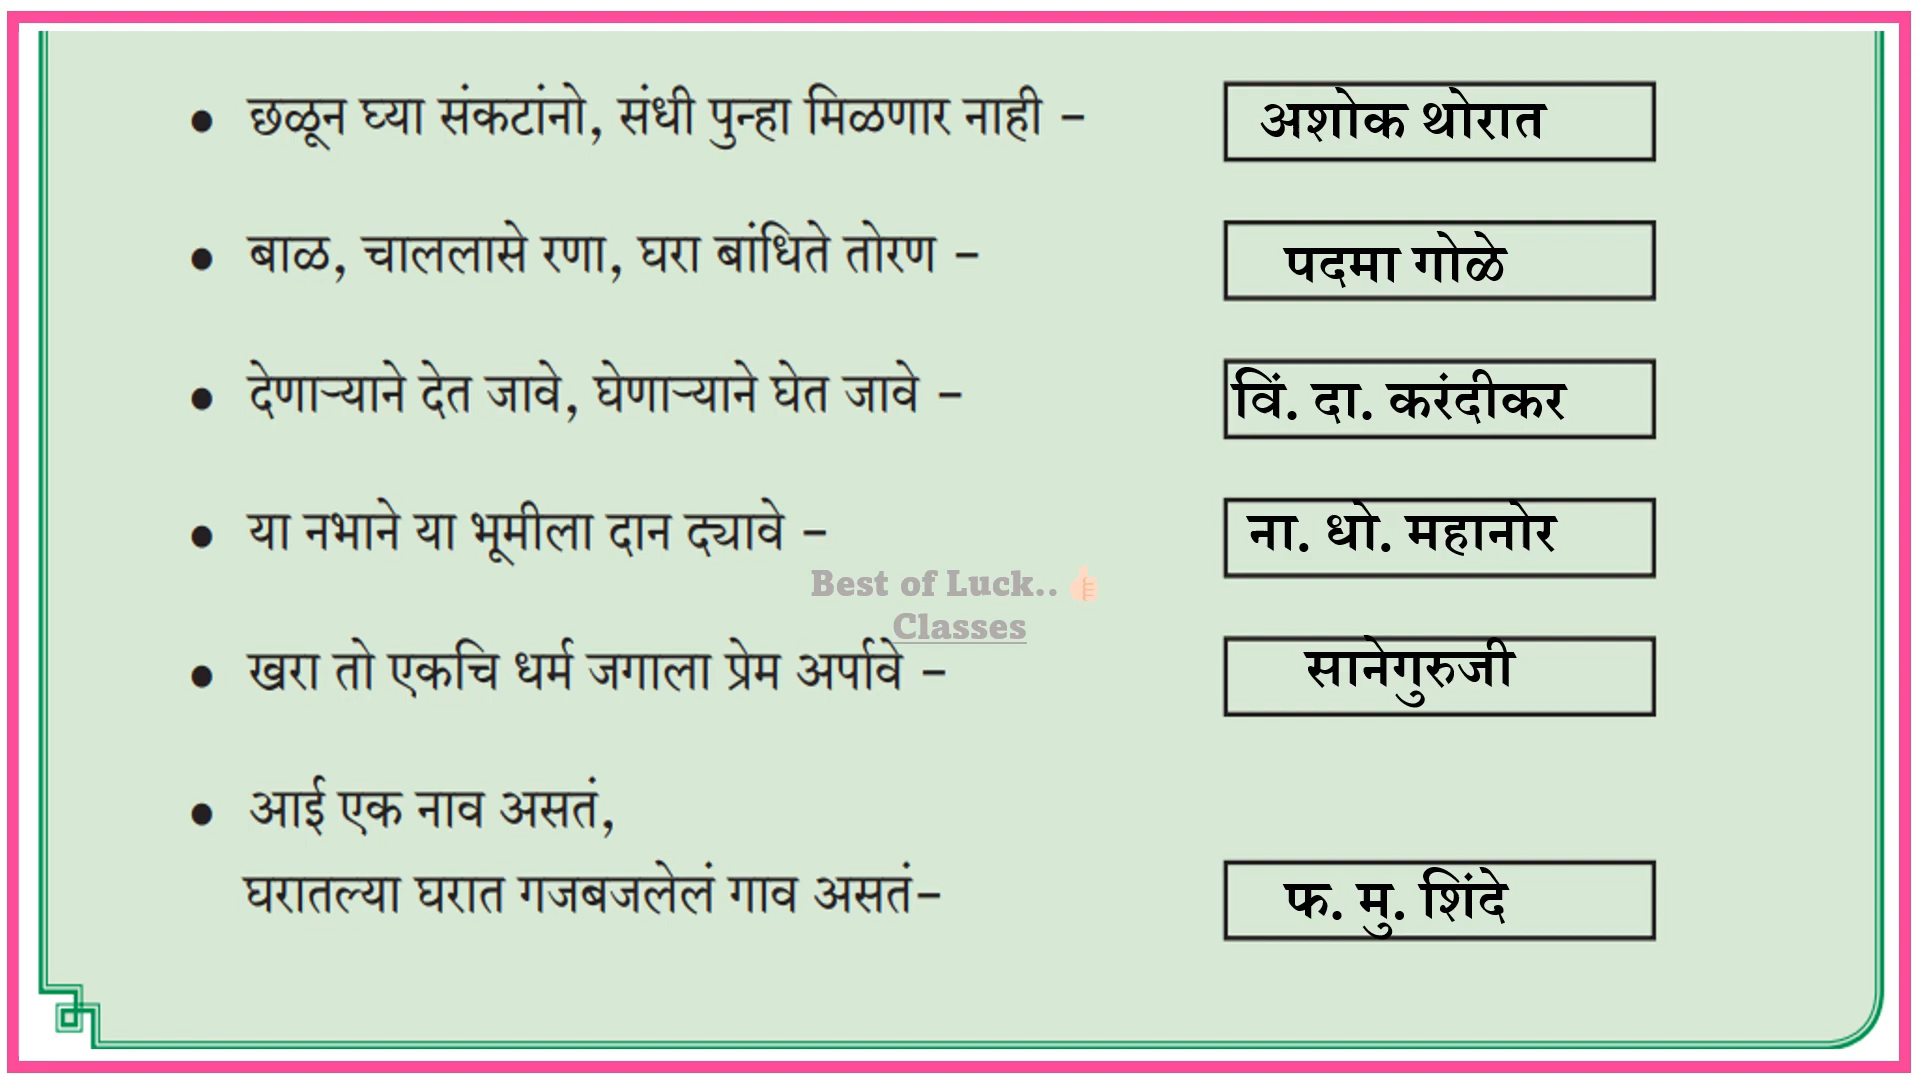 • छळून घ्या संकटांनो, संधी पुन्हा मिळणार नाही – अशोक थोरात
• बाळ, चाललासे रणा, घरा बांधिते तोरण – पदमा गोळे
• देणाऱ्याने देत जावे, घेणाऱ्याने घेत जावे – विं. दा. करंदीकर
• या नभाने या भूमीला दान द्यावे – ना. धो. महानोर
Best of Luck.. 👍
Classes
• खरा तो एकचि धर्म जगाला प्रेम अर्पावे – सानेगुरुजी
• आई एक नाव असतं,
घरातल्या घरात गजबजलेलं गाव असतं– फ. मु. शिंदे